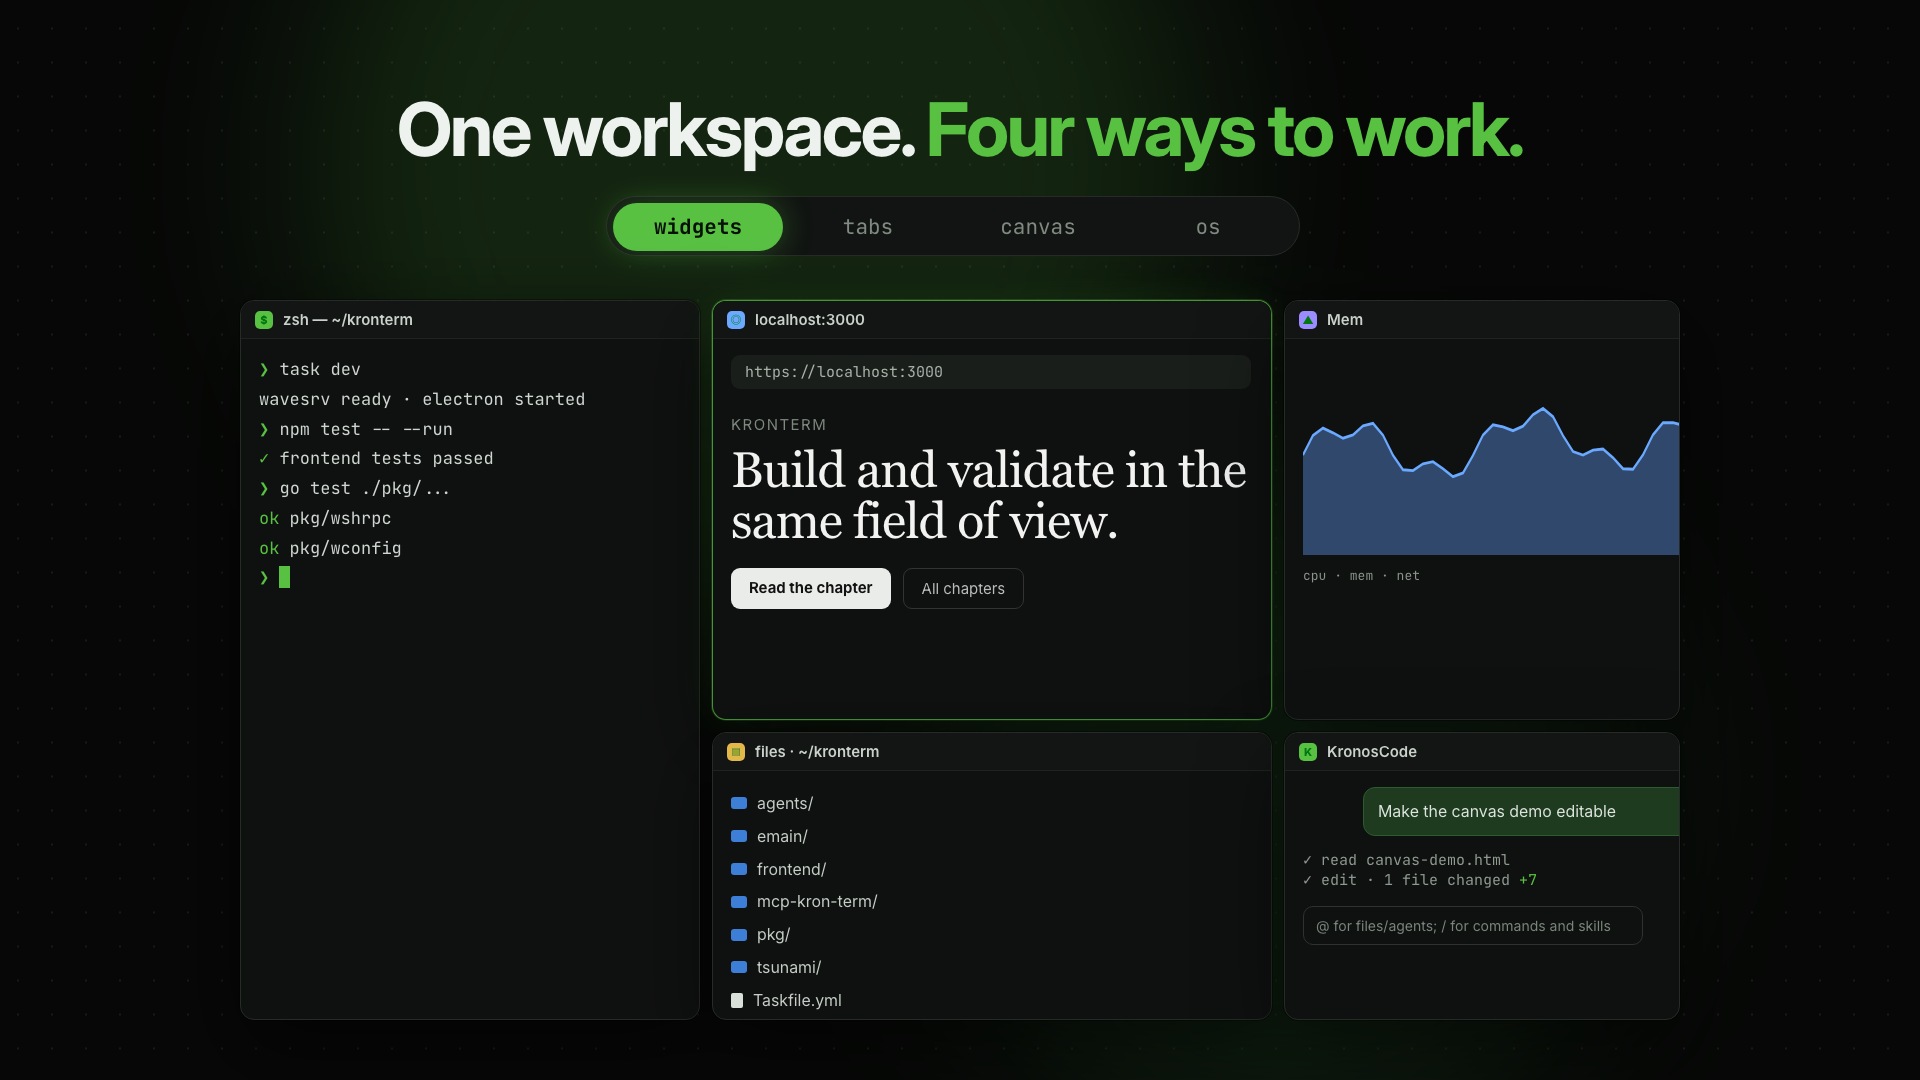 One workspace. Four ways to work.
widgets
tabs
canvas
os
$ zsh — ~/kronterm
❯ task dev
wavesrv ready · electron started
❯ npm test -- --run
✓ frontend tests passed
❯ go test ./pkg/...
ok pkg/wshrpc
ok pkg/wconfig
❯
localhost:3000
https://localhost:3000
KRONTERM
Build and validate in the
same field of view.
Read the chapter
All chapters
Mem
cpu · mem · net
files · ~/kronterm
agents/
emain/
frontend/
mcp-kron-term/
pkg/
tsunami/
Taskfile.yml
K KronosCode
Make the canvas demo editable
✓ read canvas-demo.html
✓ edit · 1 file changed +7
@ for files/agents; / for commands and skills